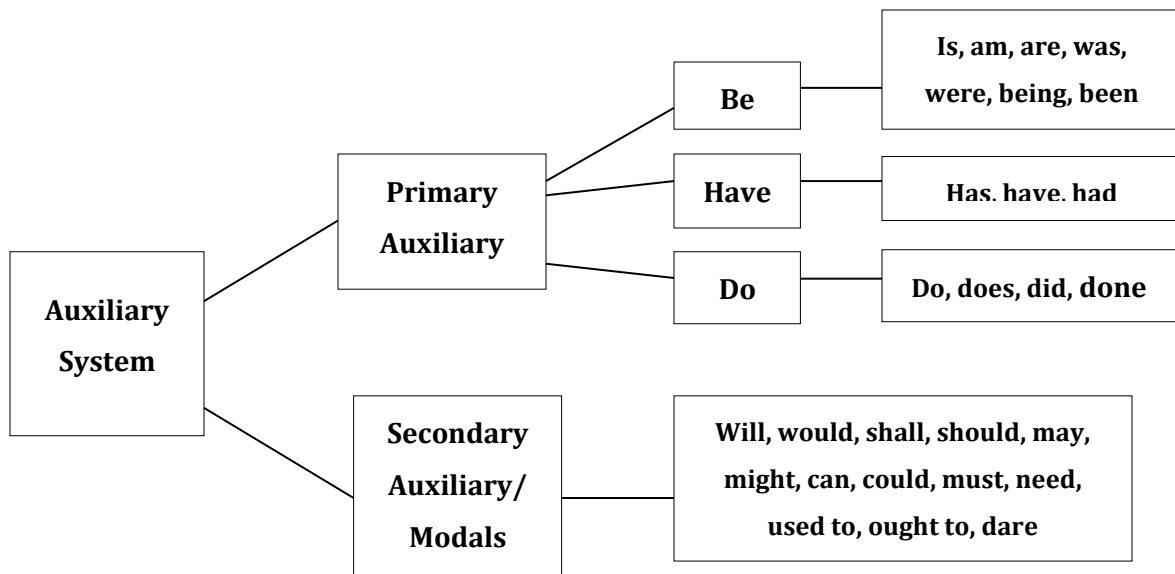 Auxiliary
System
Primary
Auxiliary
Be
Is, am, are, was,
were, being, been
Have
Has, have, had
Do
Do, does, did, done
Secondary
Auxiliary/
Modals
Will, would, shall, should, may,
might, can, could, must, need,
used to, ought to, dare